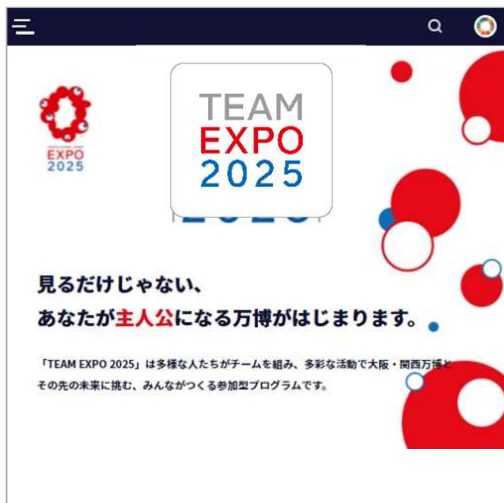 TEAM
EXPO
2025
EXPO
2025
2025
見るだけじゃない、
あなたが主人公になる万博がはじまります。
「TEAM EXPO 2025」は多様な人たちがチームを組み、多彩な活動で大阪・関西万博と
その先の未来に挑む、みんながつくる参加型プログラムです。